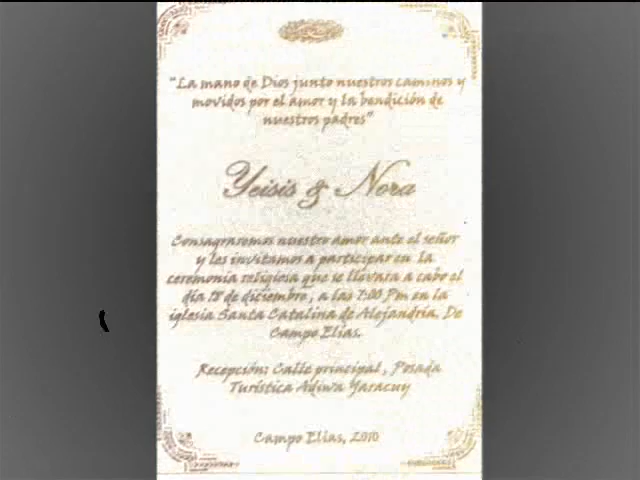 "La mano de Dios junto nuestros caminos y
movidos por el amor y la bendición de
nuestros padres"
Yeisis & Nora
Consagraremos nuestro amor ante el señor
y les invitamos a participar en la
ceremonia religiosa que se llevara a cabo el
día 18 de diciembre, a las 7:00 Pm en la
iglesia Santa Catalina de Alejandría. De
Campo Elías.
Recepción: Calle principal, Posada
Turística Adiwa Yaracuy
Campo Elías, 2010